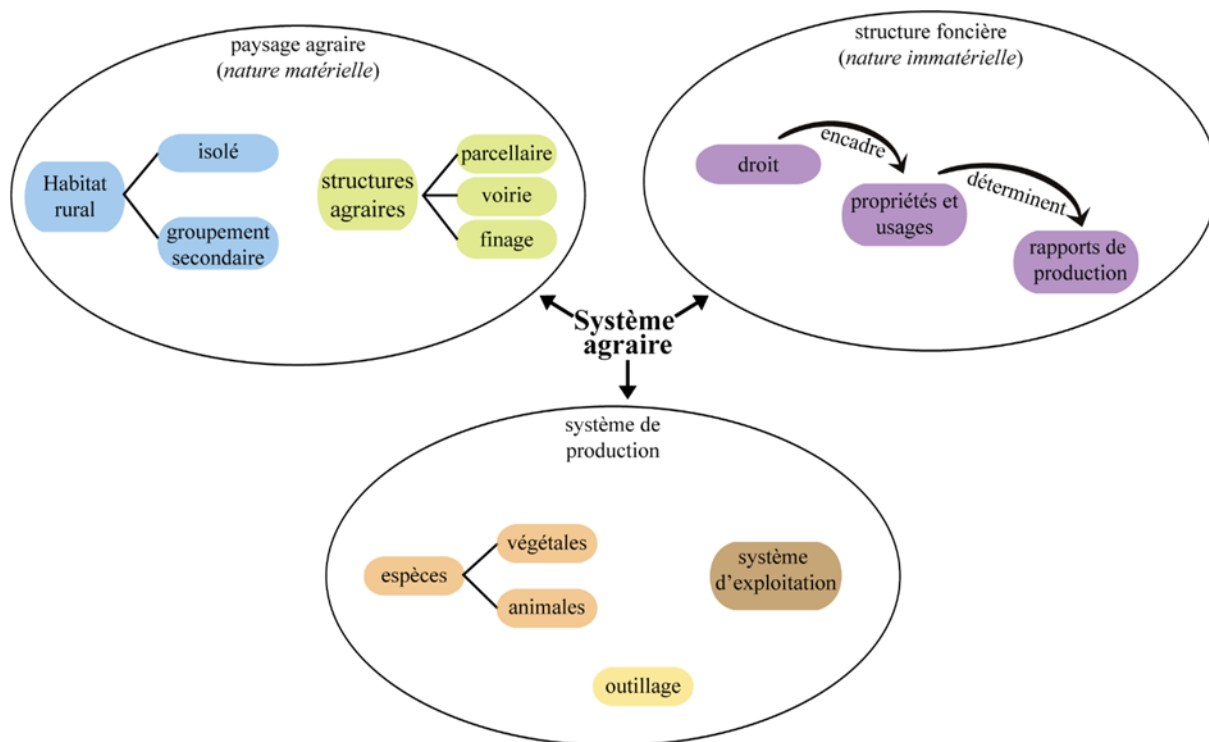 paysage agraire
(nature matérielle)
Habitat
rural
isolé
groupement
secondaire
structures
agraires
parcellaire
voirie
finage
structure foncière
(nature immatérielle)
droit
encadre
propriétés et
usages
déterminent
rapports de
production
Système
agraire
système de
production
espèces
végétales
animales
système
d'exploitation
outillage